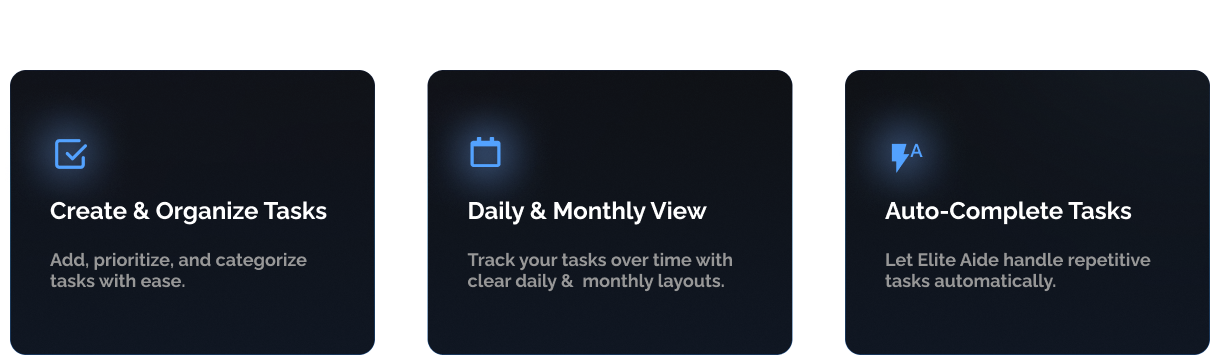 A
Create & Organize Tasks
Add, prioritize, and categorize
tasks with ease.
Daily & Monthly View
Track your tasks over time with
clear daily &  monthly layouts.
Auto-Complete Tasks
Let Elite Aide handle repetitive
tasks automatically.